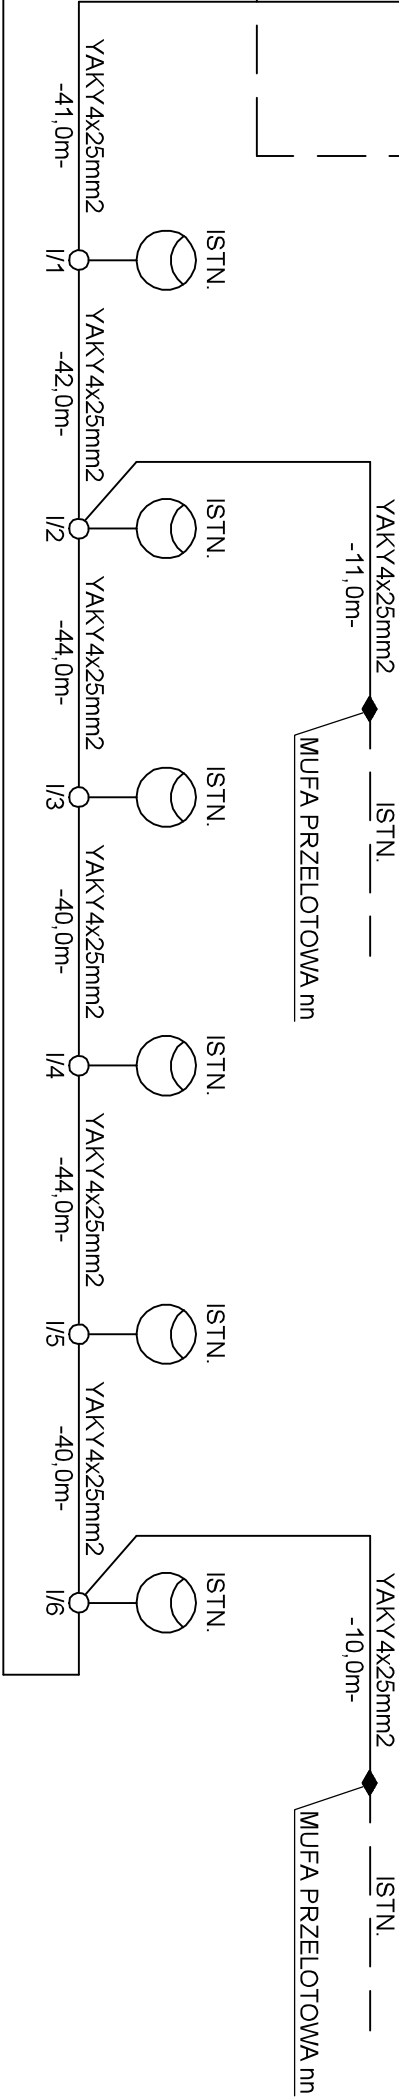 YAKY4x25mm2
-41,0m-
I/1
ISTN.
YAKY4x25mm2
-42,0m-
I/2
ISTN.
YAKY4x25mm2
-11,0m-
ISTN.
MUFA PRZELOTOWA nn
YAKY4x25mm2
-44,0m-
I/3
ISTN.
YAKY4x25mm2
-40,0m-
I/4
ISTN.
YAKY4x25mm2
-44,0m-
I/5
ISTN.
YAKY4x25mm2
-40,0m-
I/6
ISTN.
YAKY4x25mm2
-10,0m-
ISTN.
MUFA PRZELOTOWA nn